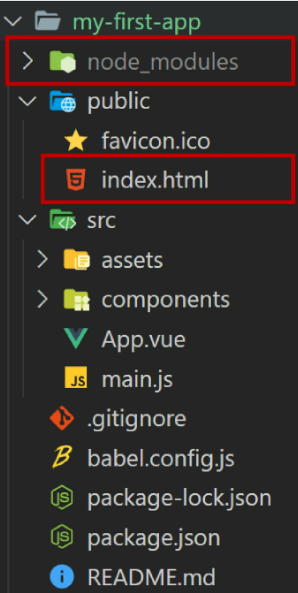 my-first-app
node_modules
public
favicon.ico
index.html
src
assets
components
App.vue
JS main.js
.gitignore
babel.config.js
package-lock.json
package.json
README.md